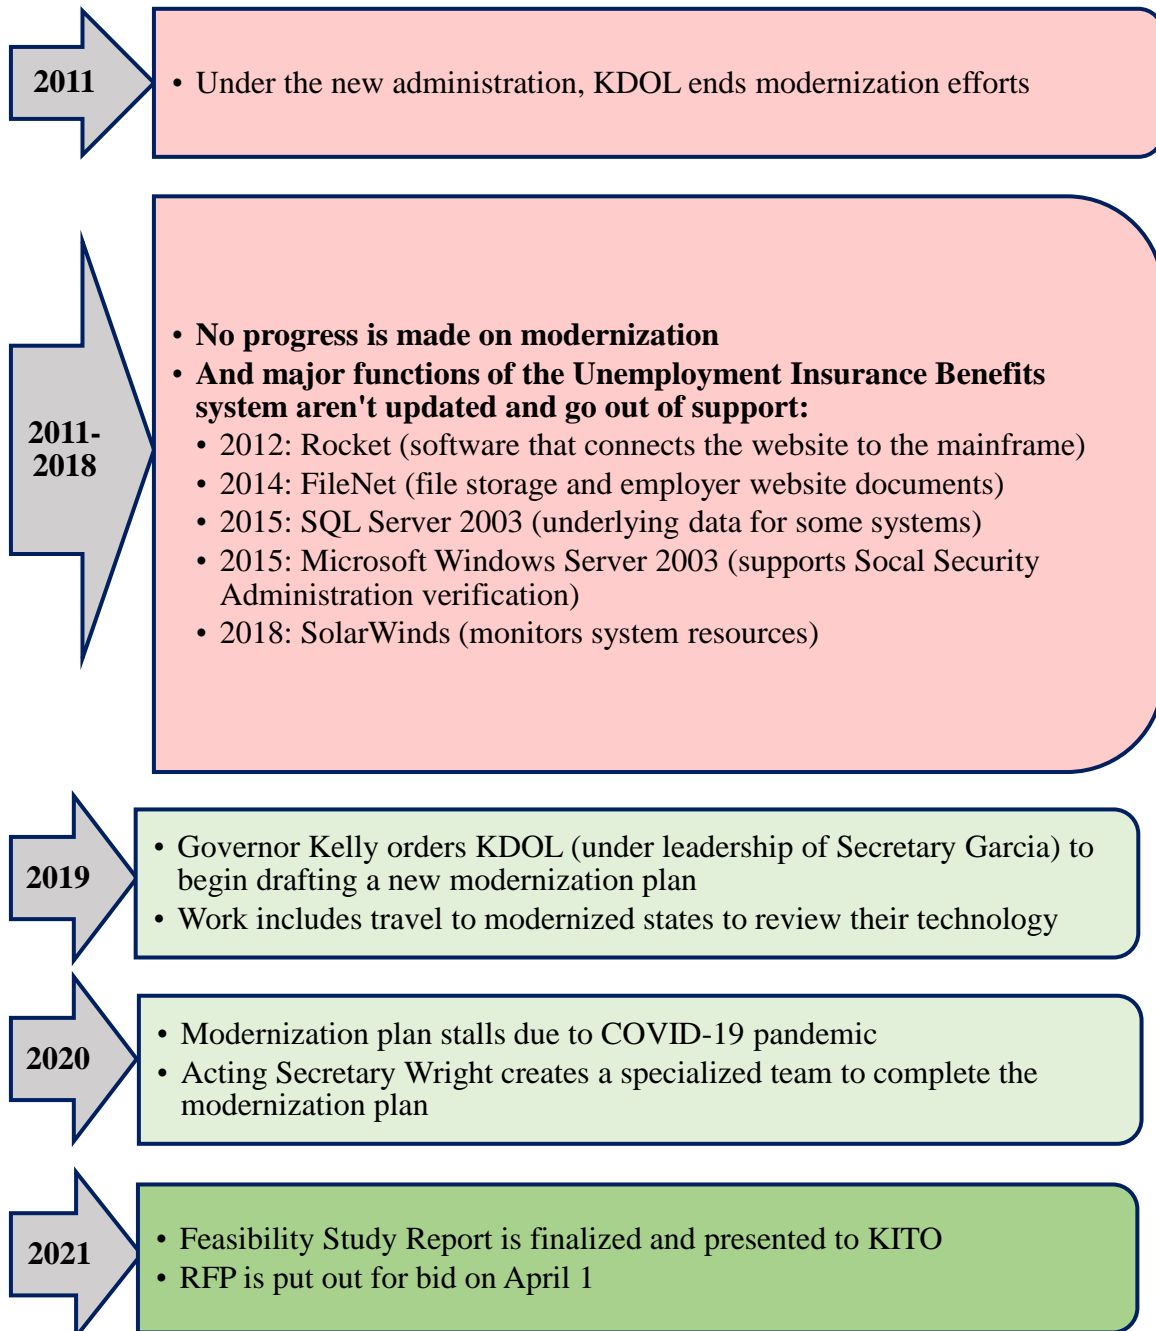 2011
• Under the new administration, KDOL ends modernization efforts
2011-
2018
• No progress is made on modernization
• And major functions of the Unemployment Insurance Benefits
system aren't updated and go out of support:
• 2012: Rocket (software that connects the website to the mainframe)
• 2014: FileNet (file storage and employer website documents)
• 2015: SQL Server 2003 (underlying data for some systems)
• 2015: Microsoft Windows Server 2003 (supports Socal Security
Administration verification)
• 2018: SolarWinds (monitors system resources)
2019
• Governor Kelly orders KDOL (under leadership of Secretary Garcia) to
begin drafting a new modernization plan
• Work includes travel to modernized states to review their technology
2020
• Modernization plan stalls due to COVID-19 pandemic
• Acting Secretary Wright creates a specialized team to complete the
modernization plan
2021
• Feasibility Study Report is finalized and presented to KITO
• RFP is put out for bid on April 1